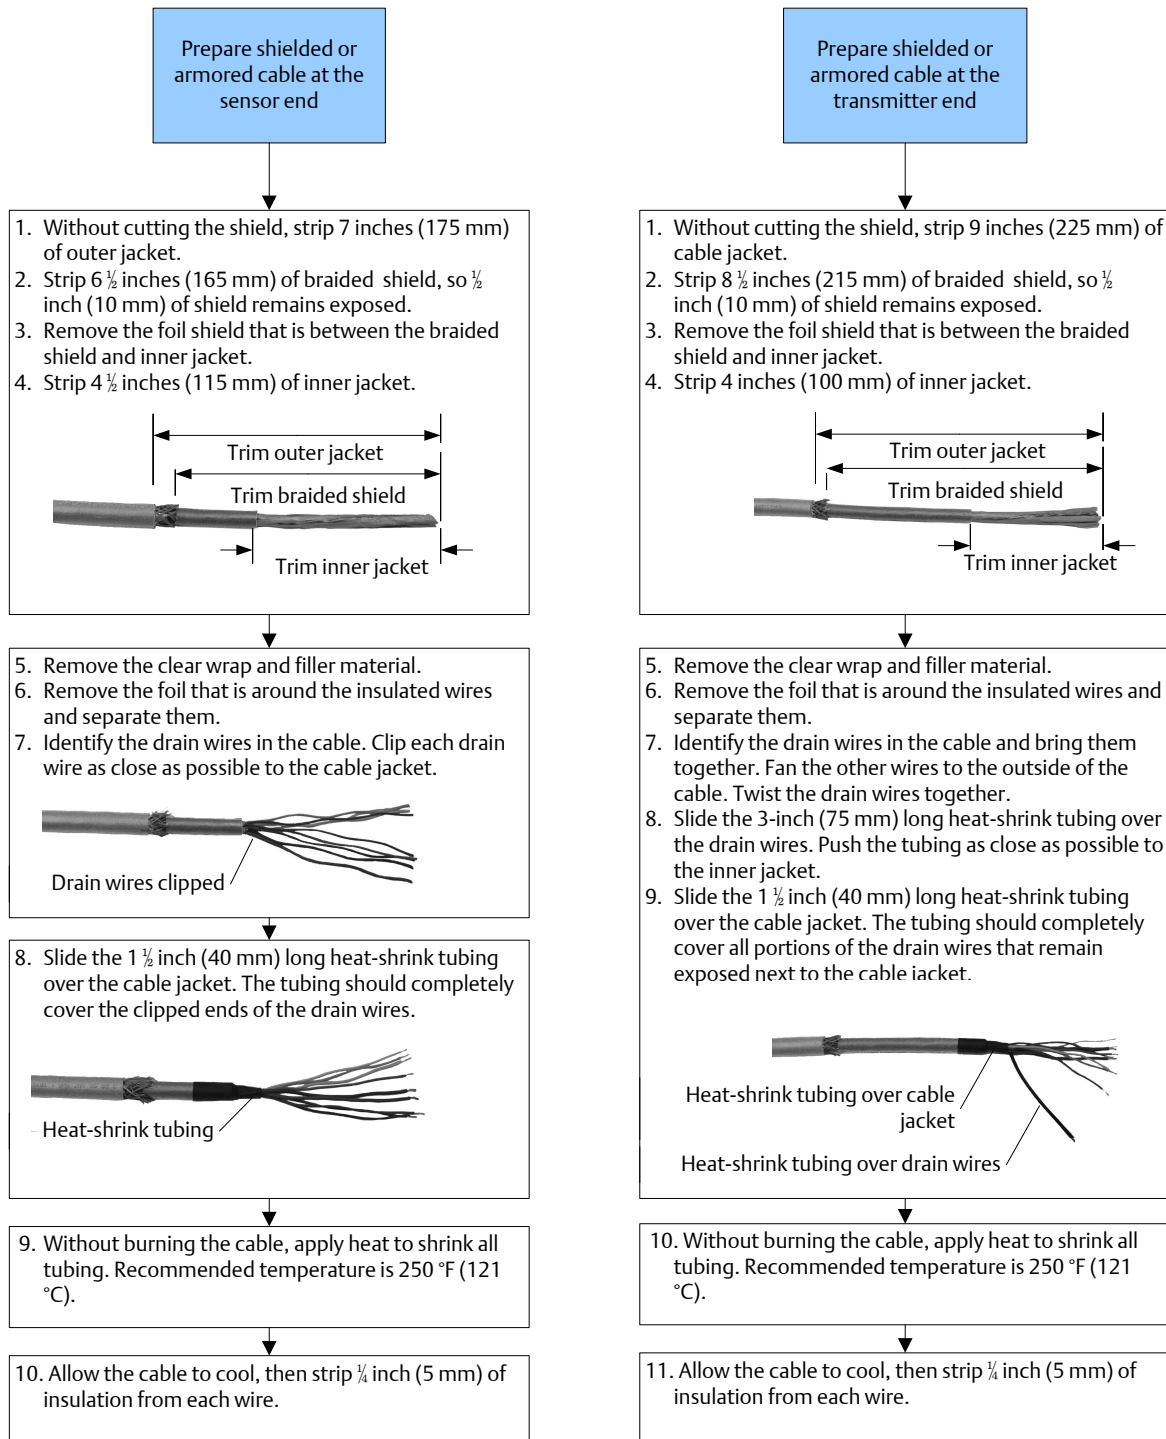 Prepare shielded or
armored cable at the
sensor end
1. Without cutting the shield, strip 7 inches (175 mm)
of outer jacket.
2. Strip 6 ½ inches (165 mm) of braided shield, so ½
inch (10 mm) of shield remains exposed.
3. Remove the foil shield that is between the braided
shield and inner jacket.
4. Strip 4 ½ inches (115 mm) of inner jacket.
Trim outer jacket
Trim braided shield
Trim inner jacket
5. Remove the clear wrap and filler material.
6. Remove the foil that is around the insulated wires
and separate them.
7. Identify the drain wires in the cable. Clip each drain
wire as close as possible to the cable jacket.
Drain wires clipped
8. Slide the 1 ½ inch (40 mm) long heat-shrink tubing
over the cable jacket. The tubing should completely
cover the clipped ends of the drain wires.
Heat-shrink tubing
9. Without burning the cable, apply heat to shrink all
tubing. Recommended temperature is 250 °F (121
°C).
10. Allow the cable to cool, then strip ¼ inch (5 mm) of
insulation from each wire.
Prepare shielded or
armored cable at the
transmitter end
1. Without cutting the shield, strip 9 inches (225 mm) of
cable jacket.
2. Strip 8 ½ inches (215 mm) of braided shield, so ½
inch (10 mm) of shield remains exposed.
3. Remove the foil shield that is between the braided
shield and inner jacket.
4. Strip 4 inches (100 mm) of inner jacket.
Trim outer jacket
Trim braided shield
Trim inner jacket
5. Remove the clear wrap and filler material.
6. Remove the foil that is around the insulated wires and
separate them.
7. Identify the drain wires in the cable and bring them
together. Fan the other wires to the outside of the
cable. Twist the drain wires together.
8. Slide the 3-inch (75 mm) long heat-shrink tubing over
the drain wires. Push the tubing as close as possible to
the inner jacket.
9. Slide the 1 ½ inch (40 mm) long heat-shrink tubing
over the cable jacket. The tubing should completely
cover all portions of the drain wires that remain
exposed next to the cable jacket.
Heat-shrink tubing over cable
jacket
Heat-shrink tubing over drain wires
10. Without burning the cable, apply heat to shrink all
tubing. Recommended temperature is 250 °F (121
°C).
11. Allow the cable to cool, then strip ¼ inch (5 mm) of
insulation from each wire.